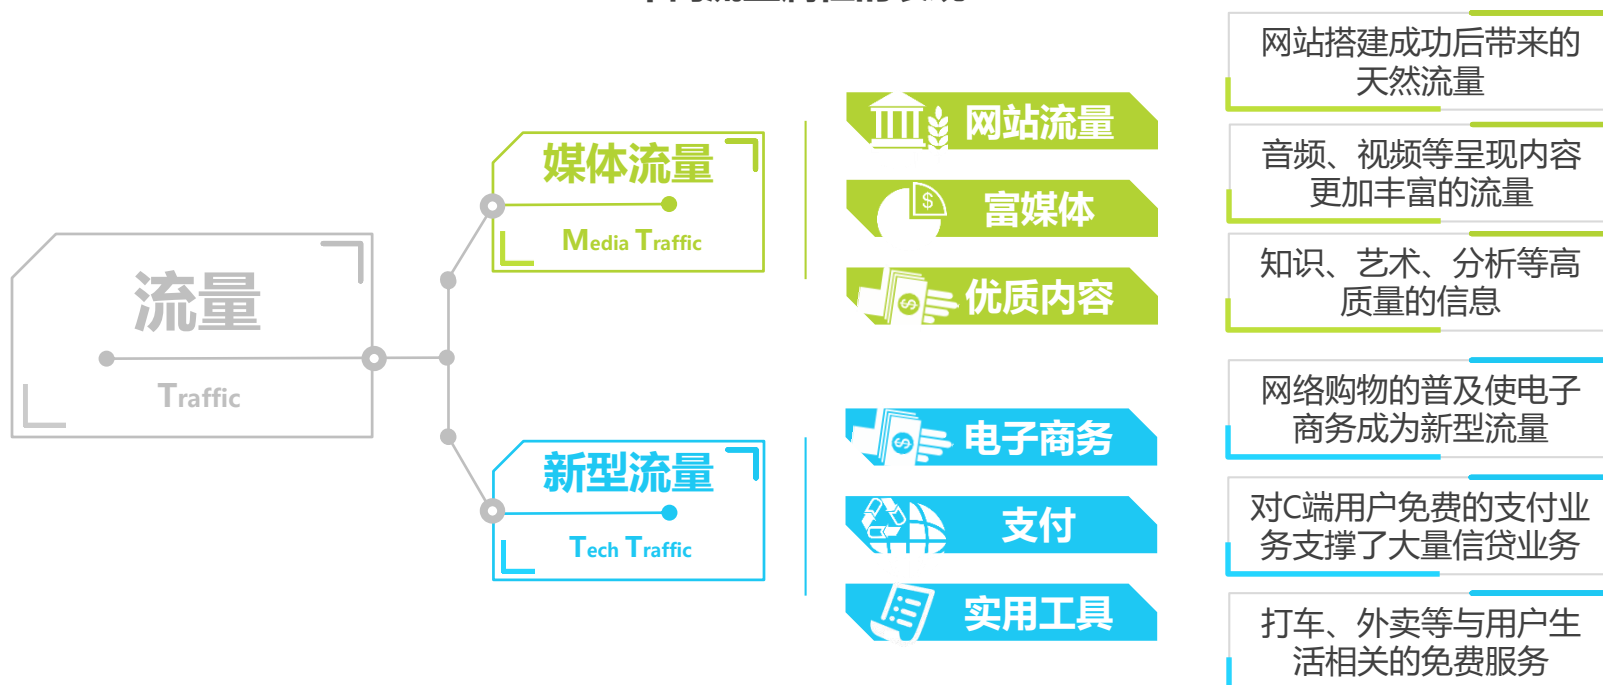 流量
Traffic
媒体流量
Media Traffic
网站流量
网站搭建成功后带来的
天然流量
富媒体
$
音频、视频等呈现内容
更加丰富的流量
优质内容
知识、艺术、分析等高
质量的信息
新型流量
Tech Traffic
电子商务
网络购物的普及使电子
商务成为新型流量
支付
对C端用户免费的支付业
务支撑了大量信贷业务
实用工具
打车、外卖等与用户生
活相关的免费服务